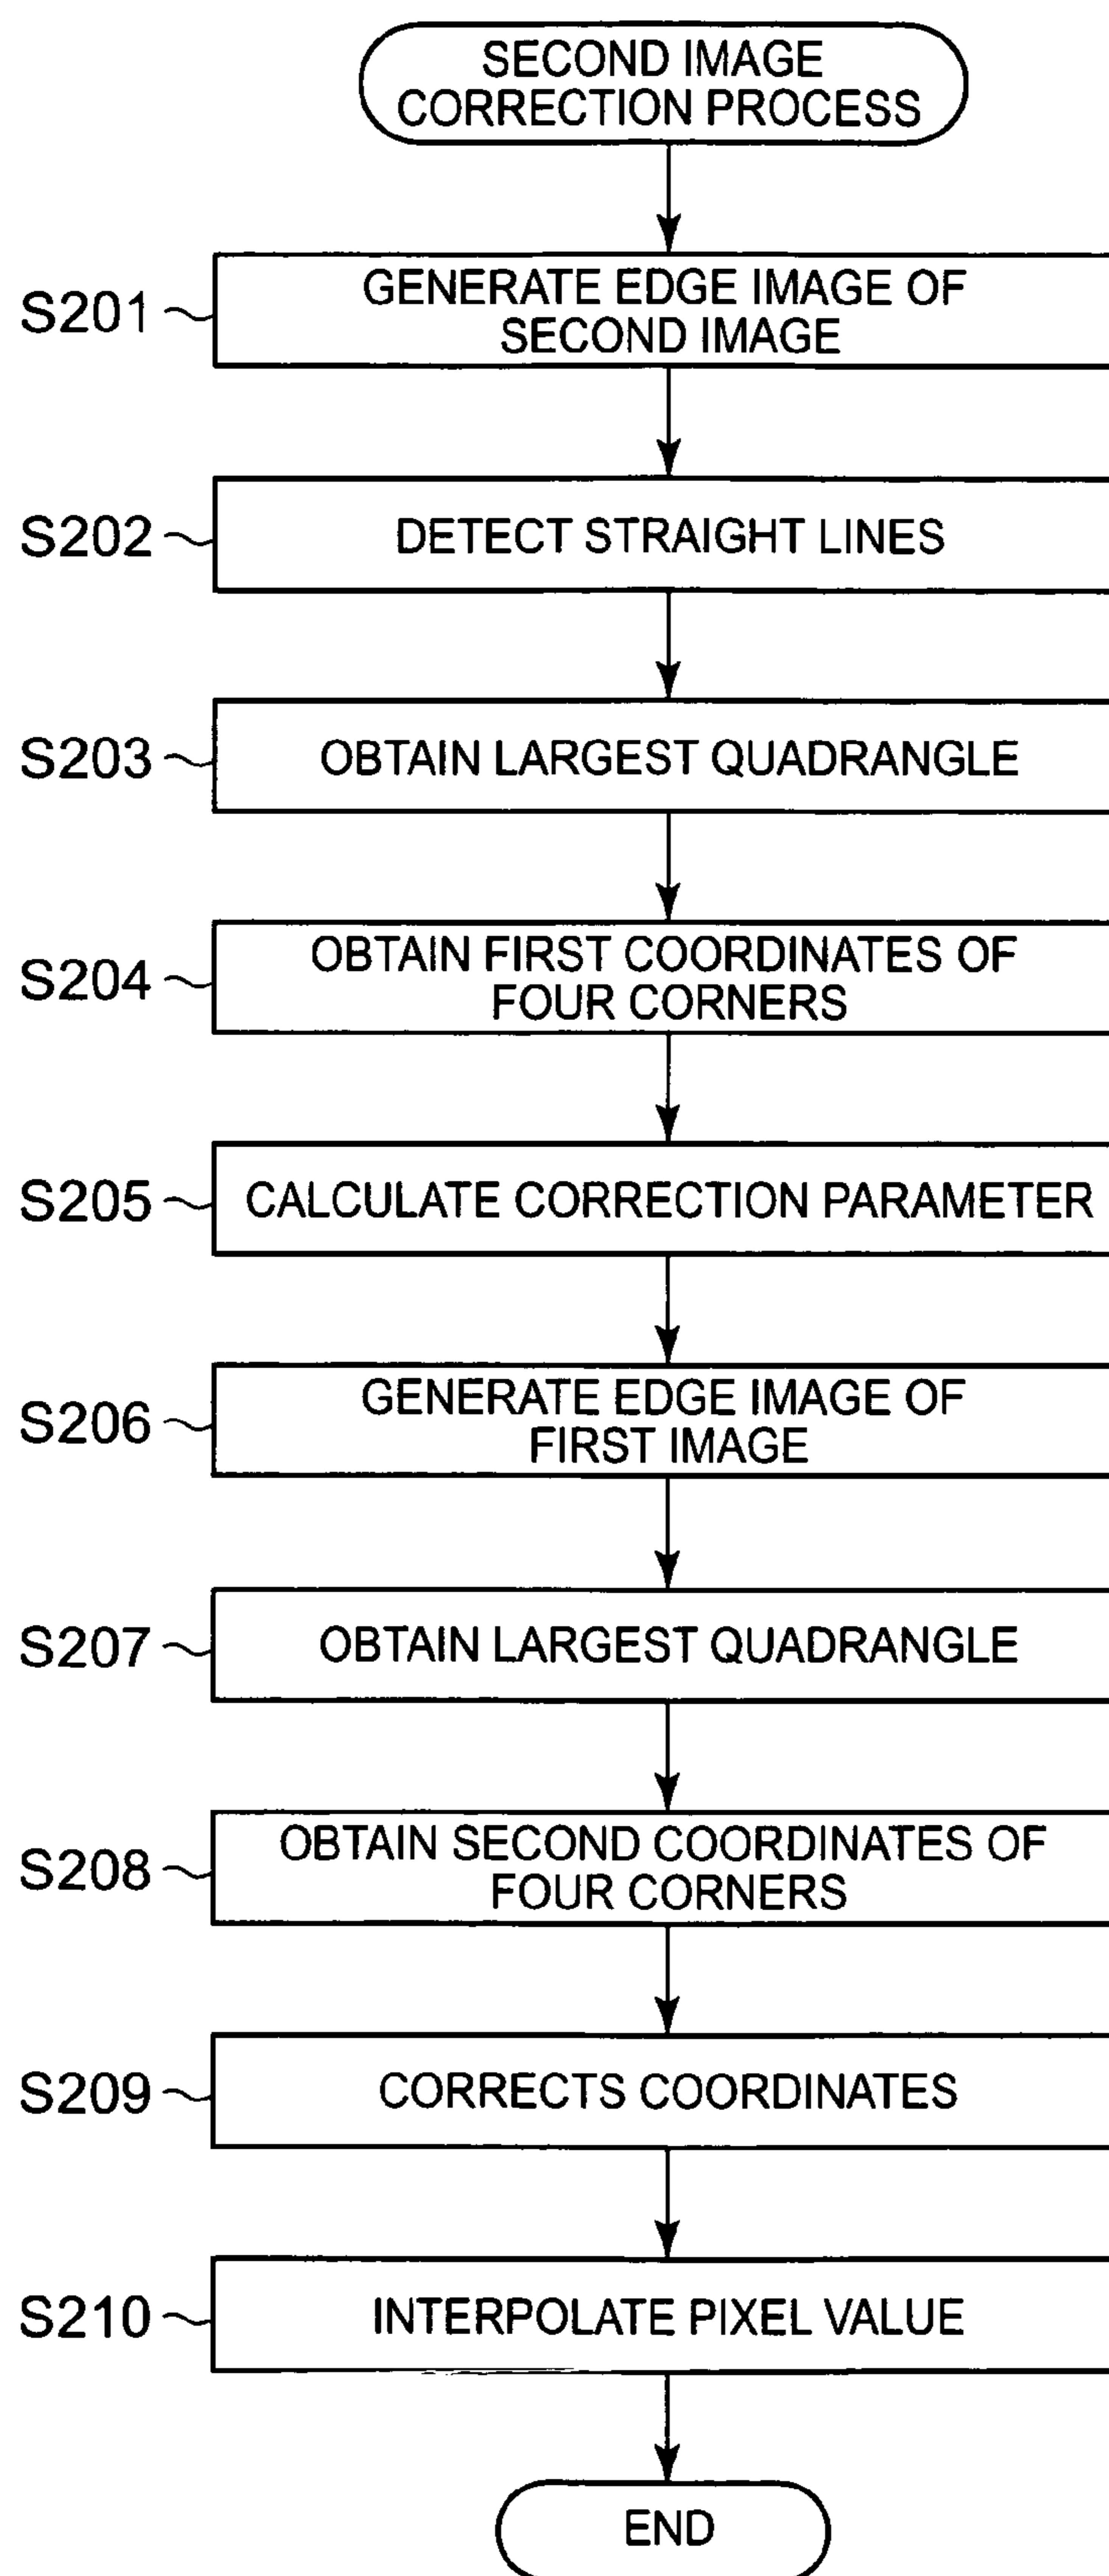 SECOND IMAGE
CORRECTION PROCESS
S201
GENERATE EDGE IMAGE OF
SECOND IMAGE
S202
DETECT STRAIGHT LINES
S203
OBTAIN LARGEST QUADRANGLE
S204
OBTAIN FIRST COORDINATES OF
FOUR CORNERS
S205
CALCULATE CORRECTION PARAMETER
S206
GENERATE EDGE IMAGE OF
FIRST IMAGE
S207
OBTAIN LARGEST QUADRANGLE
S208
OBTAIN SECOND COORDINATES OF
FOUR CORNERS
S209
CORRECTS COORDINATES
S210
INTERPOLATE PIXEL VALUE
END